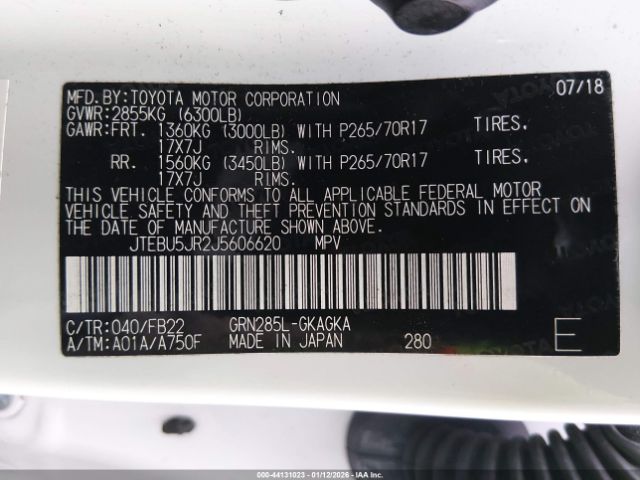 MFD.BY:TOYOTA MOTOR CORPORATION 07/18
GVWR:2855KG (6300LB)
GAWR:FRT. 1360KG (3000LB) WITH P265/70R17 TIRES.
17X7J RIMS.
RR. 1560KG (3450LB) WITH P265/70R17 TIRES.
17X7J RIMS.
THIS VEHICLE CONFORMS TO ALL APPLICABLE FEDERAL MOTOR
VEHICLE SAFETY AND THEFT PREVENTION STANDARDS IN EFFECT ON
THE DATE OF MANUFACTURE SHOWN ABOVE.
JTEBU5JR2J5606620 MPV
C/TR:040/FB22 GRN285L-GKAGKA
A/TM:A01A/A750F MADE IN JAPAN 280 E
000-44131023 - 01/12/2026 - IAAI.CA